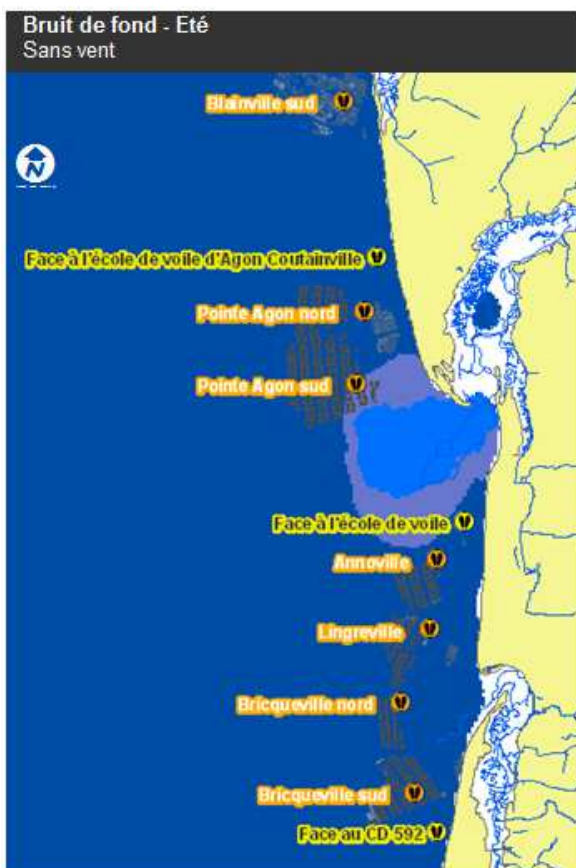 Bruit de fond - Eté
Sans vent
Blainville sud
N
Face à l'école de voile d'Agon Coutainville
Pointe Agon nord
Pointe Agon sud
Face à l'école de voile
Annoville
Lingreville
Bricqueville nord
Bricqueville sud
Face au CD 592